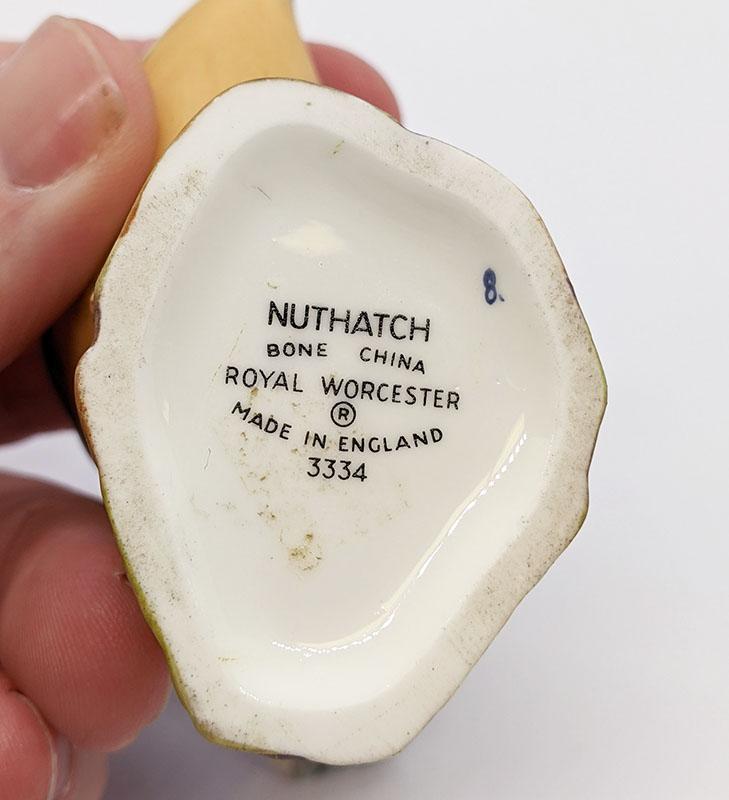 8.
NUTHATCH
BONE CHINA
ROYAL WORCESTER
®
MADE IN ENGLAND
3334